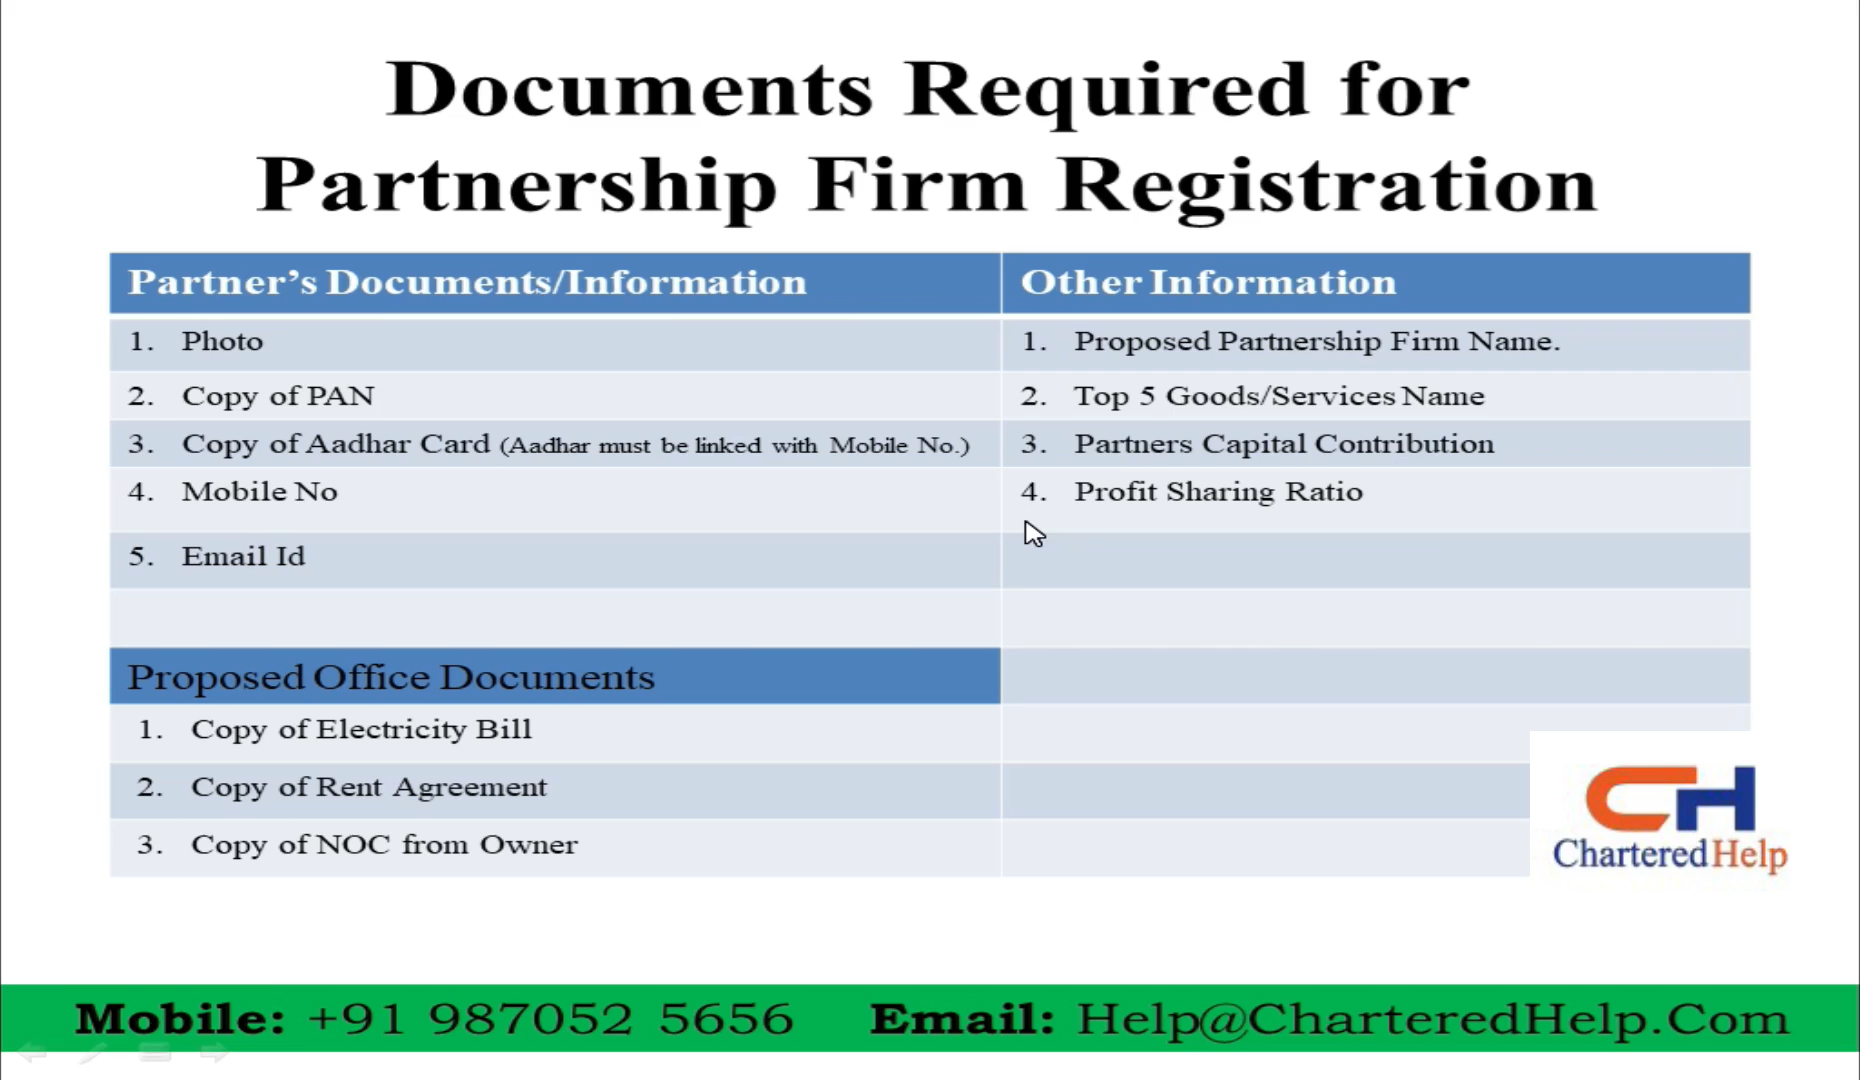 Documents Required for
Partnership Firm Registration
Partner’s Documents/Information
Other Information
1. Photo
1. Proposed Partnership Firm Name.
2. Copy of PAN
2. Top 5 Goods/Services Name
3. Copy of Aadhar Card (Aadhar must be linked with Mobile No.)
3. Partners Capital Contribution
4. Mobile No
4. Profit Sharing Ratio
5. Email Id
Proposed Office Documents
1. Copy of Electricity Bill
2. Copy of Rent Agreement
3. Copy of NOC from Owner
CH
CharteredHelp
Mobile: +91 987052 5656 Email: Help@CharteredHelp.Com